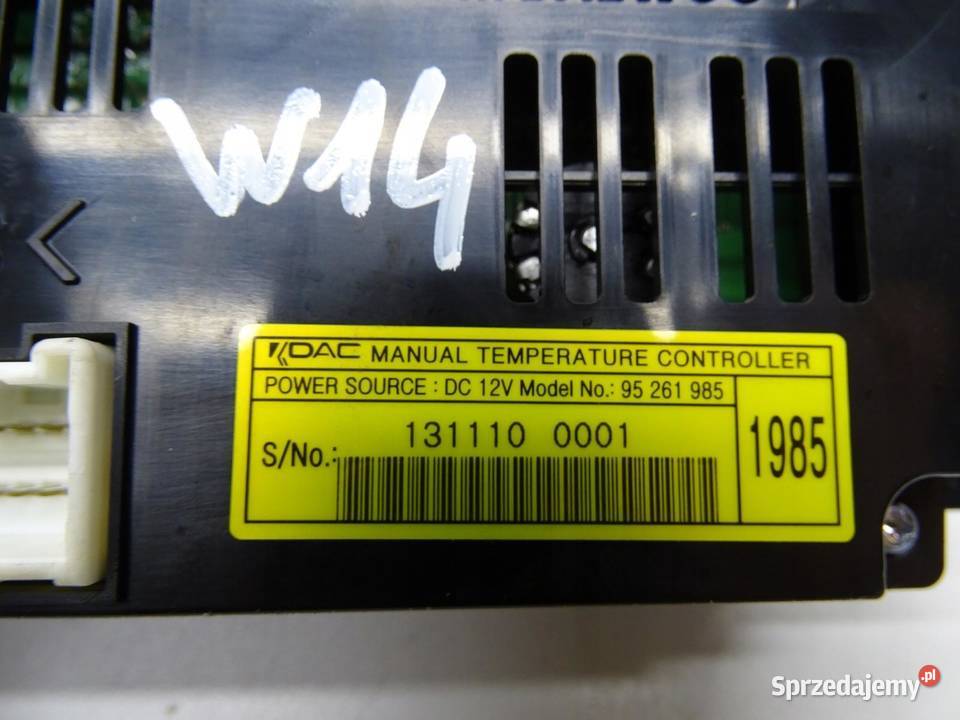 W14
KDAC MANUAL TEMPERATURE CONTROLLER
POWER SOURCE : DC 12V Model No.: 95 261 985
1985
S/No.: 131110 0001
Sprzedajemy.pl